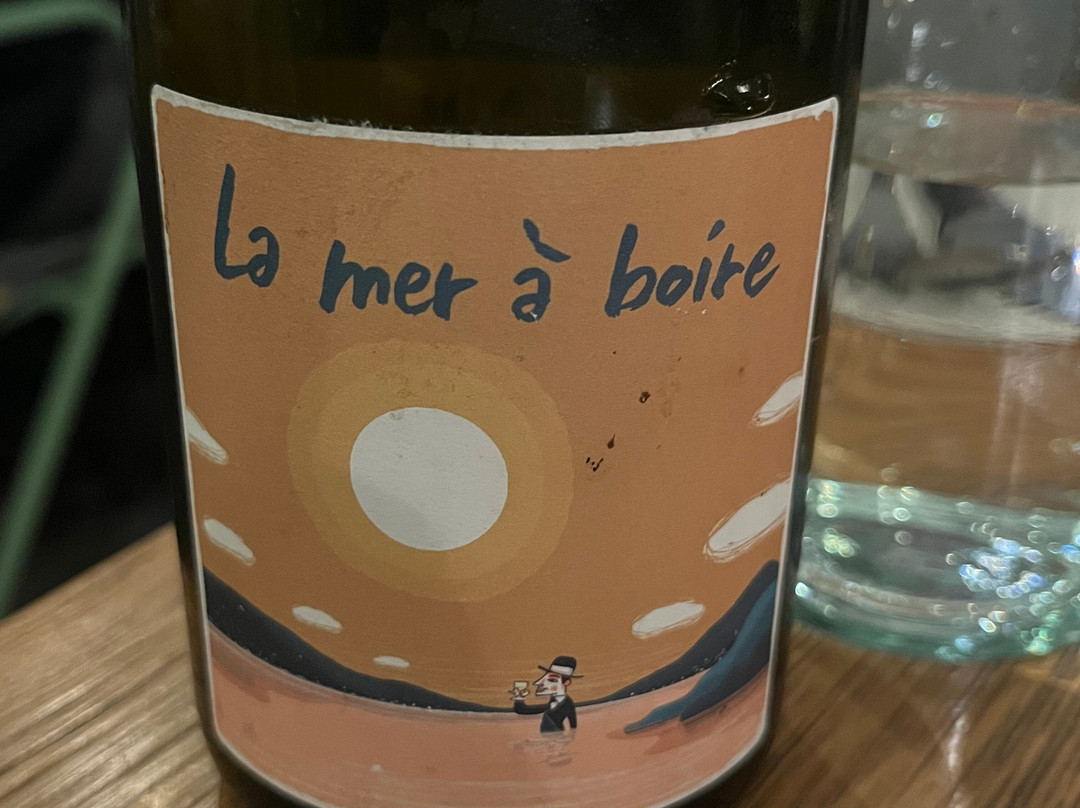 La mer à boire